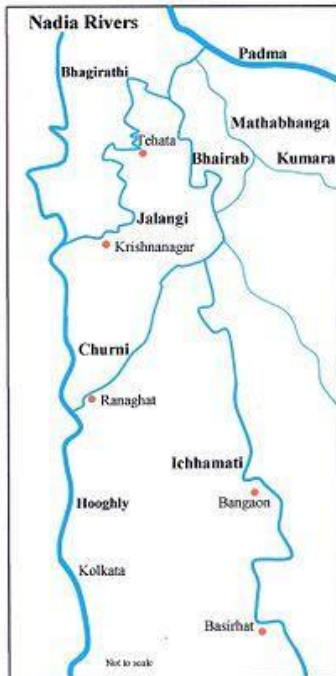 Nadia Rivers
Padma
Bhagirathi
Mathabhanga
Tehata
Bhairab
Kumara
Jalangi
Krishnanagar
Churni
Ranaghat
Ichhamati
Hooghly
Bangaon
Kolkata
Basirhat
Not to scale